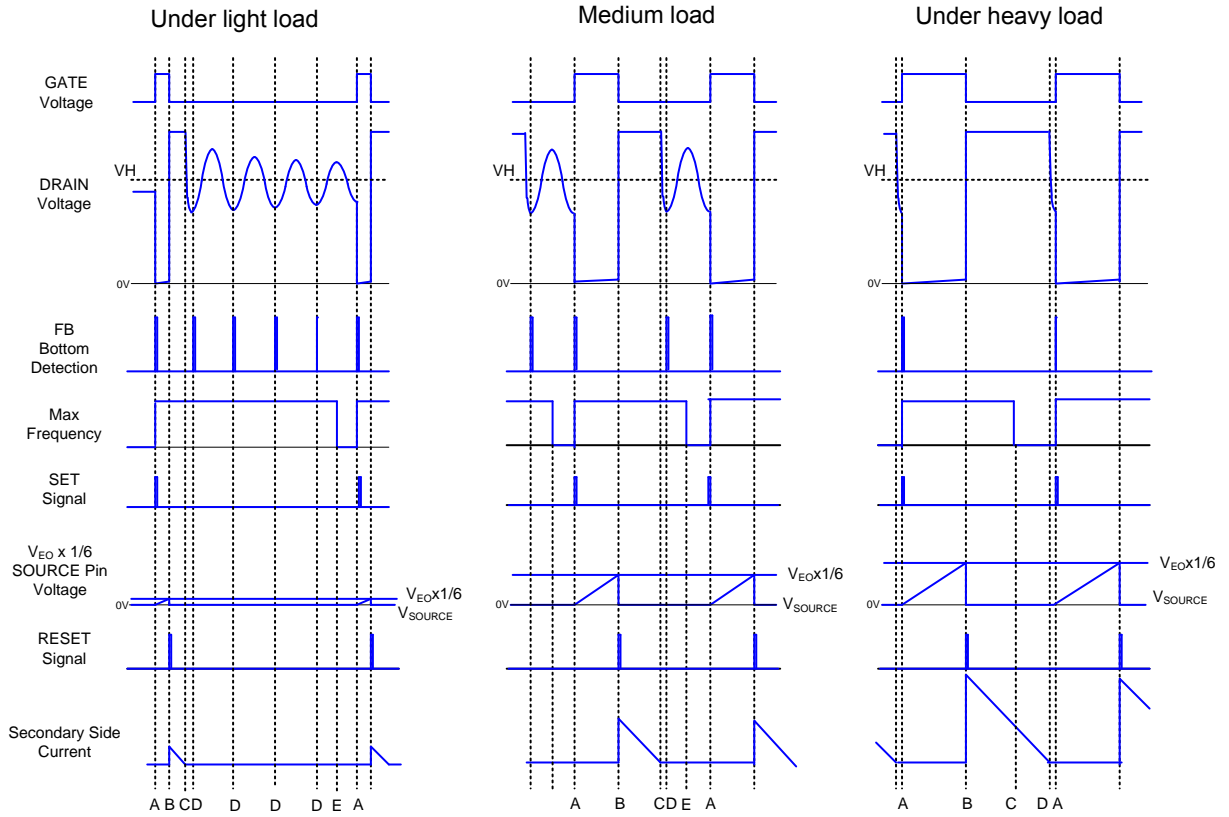 Under light load
Medium load
Under heavy load
GATE
Voltage
VH
DRAIN
Voltage
0V
VH
0V
VH
0V
FB
Bottom
Detection
Max
Frequency
SET
Signal
VEO x 1/6
SOURCE Pin
Voltage
0V
VEOx1/6
VSOURCE
0V
VEOx1/6
VSOURCE
0V
VEOx1/6
VSOURCE
RESET
Signal
Secondary Side
Current
A B C D D D D E A
A B C D E A
A B C D A